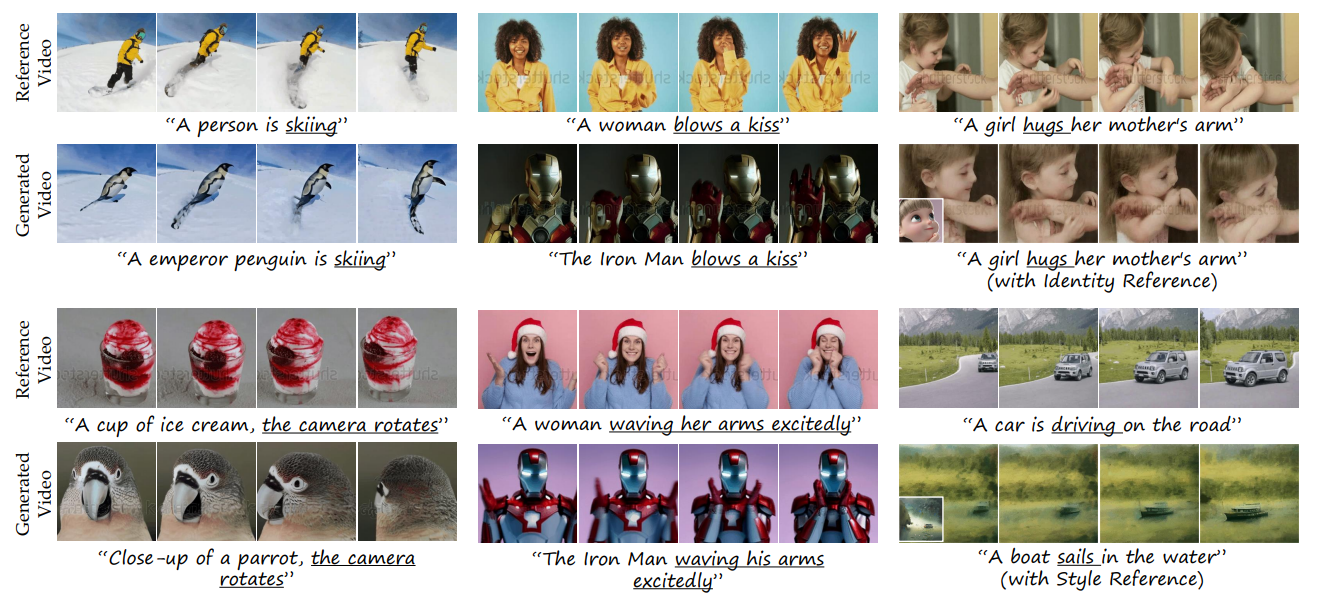 Reference
Video
“A person is skiing”
“A woman blows a kiss”
“A girl hugs her mother's arm”
Generated
Video
“A emperor penguin is skiing”
“The Iron Man blows a kiss”
“A girl hugs her mother's arm”
(with Identity Reference)
Reference
Video
“A cup of ice cream, the camera rotates”
“A woman waving her arms excitedly”
“A car is driving on the road”
Generated
Video
“Close-up of a parrot, the camera
rotates”
“The Iron Man waving his arms
excitedly”
“A boat sails in the water”
(with Style Reference)